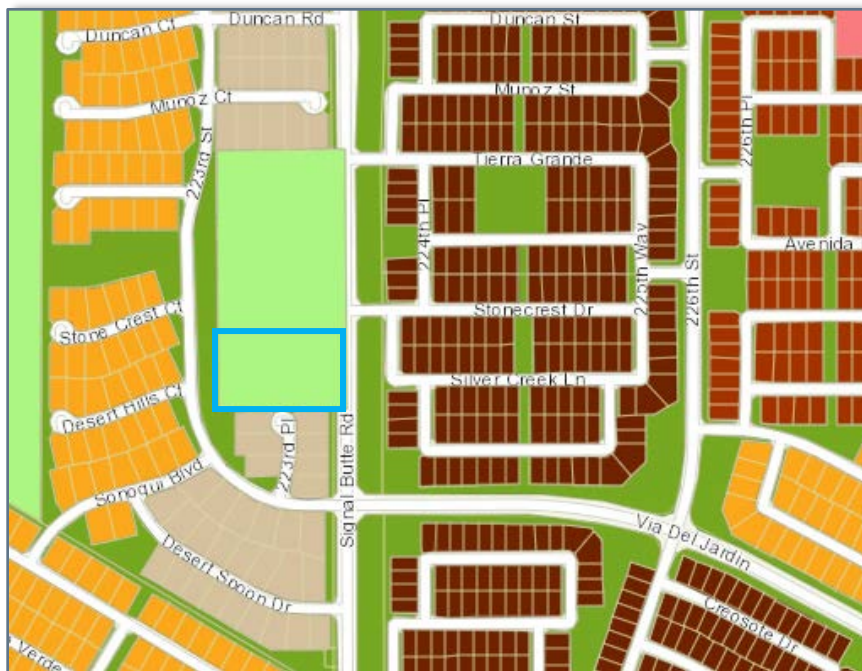 Duncan Ct
Duncan Rd
Duncan St
Munoz Ct
Munoz St
226th Pl
Tierra Grande
223rd St
224th Pl
225th Way
Avenida
226th St
Stone Crest Ct
Stonecrest Dr
Silver Creek Ln
Desert Hills Ct
223rd Pl
Signal Butte Rd
Sonoqui Blvd
Via Del Jardin
Desert Spoon Dr
Creosote Dr
Verde